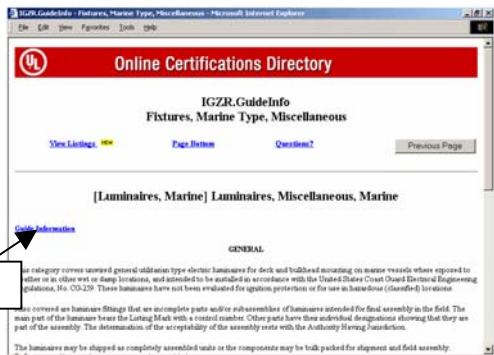 IGZR.GuideInfo - Fixtures, Marine Type, Miscellaneous - Microsoft Internet Explorer
File Edit View Favorites Tools Help
UL
Online Certifications Directory
IGZR.GuideInfo
Fixtures, Marine Type, Miscellaneous
View Listings NEW Page Bottom Questions? Previous Page
[Luminaires, Marine] Luminaires, Miscellaneous, Marine
Guide Information
GENERAL
This category covers unwired general utilitarian type electric luminaires for deck and bulkhead mounting on marine vessels where exposed to
weather or in other wet or damp locations, and intended to be installed in accordance with the United States Coast Guard Electrical Engineering
Regulations, No. CG-259. These luminaires have not been evaluated for ignition protection or for use in hazardous (classified) locations.
Also covered are luminaire fittings that are incomplete parts and/or subassemblies of luminaires intended for final assembly in the field. The
main part of the luminaire bears the Listing Mark with a control number. Other parts have their individual designations showing that they are
part of the assembly. The determination of the acceptability of the assembly rests with the Authority Having Jurisdiction.
The luminaires may be shipped as completely assembled units or the components may be bulk packed for shipment and field assembly.